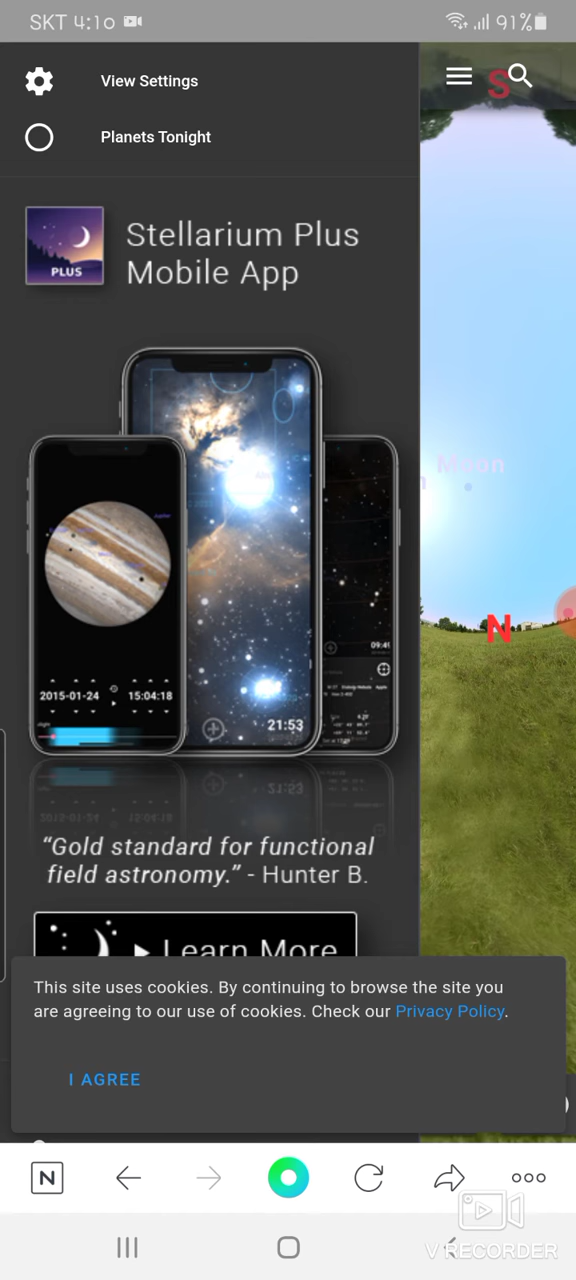 SKT 4:10
91%
View Settings
S
Planets Tonight
PLUS
Stellarium Plus
Mobile App
Moon
N
2015-01-24 15:04:18
09:41
21:53
“Gold standard for functional
field astronomy.” - Hunter B.
Learn More
This site uses cookies. By continuing to browse the site you
are agreeing to our use of cookies. Check our Privacy Policy.
I AGREE
N
V RECORDER